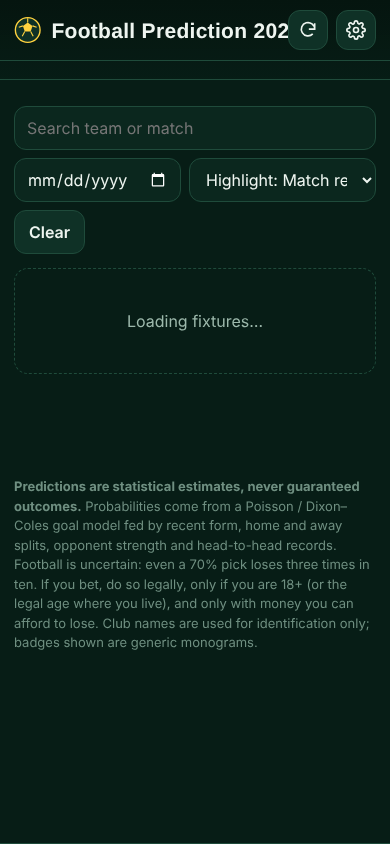 Football Prediction 202
Search team or match
mm/dd/yyyy
Highlight: Match re
Clear
Loading fixtures…
Predictions are statistical estimates, never guaranteed
outcomes. Probabilities come from a Poisson / Dixon–
Coles goal model fed by recent form, home and away
splits, opponent strength and head-to-head records.
Football is uncertain: even a 70% pick loses three times in
ten. If you bet, do so legally, only if you are 18+ (or the
legal age where you live), and only with money you can
afford to lose. Club names are used for identification only;
badges shown are generic monograms.